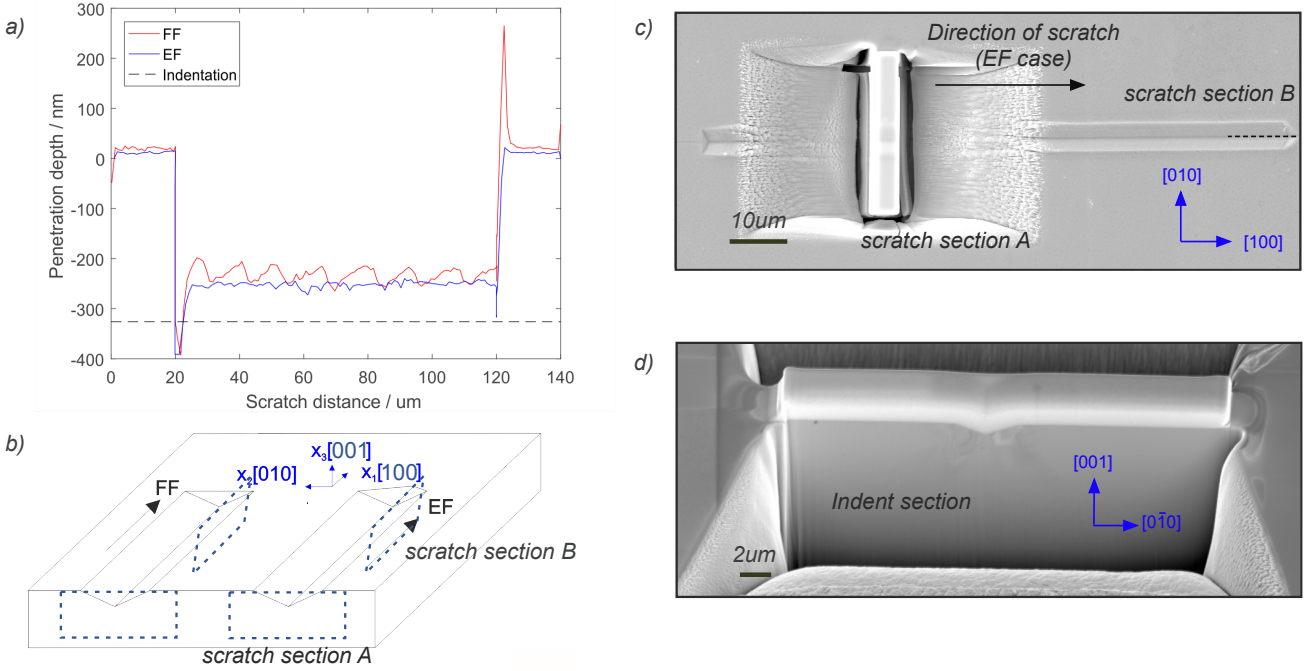 a)
300
200
100
0
-100
-200
-300
-400
Penetration depth / nm
FF
EF
Indentation
0 20 40 60 80 100 120 140
Scratch distance / um
b)
x₃[001]
x₂[010]
x₁[100]
FF
EF
scratch section B
scratch section A
c)
Direction of scratch
(EF case)
scratch section B
[010]
[100]
10um
scratch section A
d)
[001]
Indent section
[01̅0]
2um